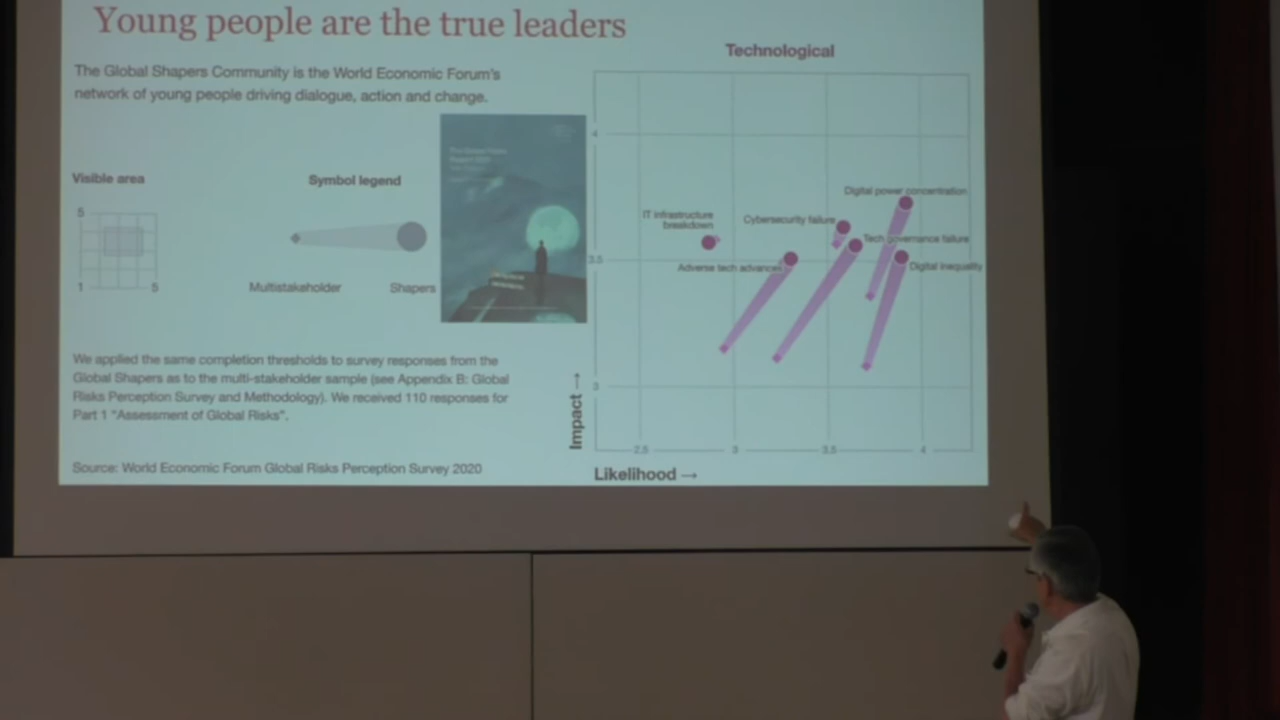 Young people are the true leaders
The Global Shapers Community is the World Economic Forum's
network of young people driving dialogue, action and change.
Visible area
5
1
5
Symbol legend
Multistakeholder
Shapers
We applied the same completion thresholds to survey responses from the
Global Shapers as to the multi-stakeholder sample (see Appendix B: Global
Risks Perception Survey and Methodology). We received 110 responses for
Part 1 "Assessment of Global Risks".
Source: World Economic Forum Global Risks Perception Survey 2020
Technological
4
Digital power concentration
IT infrastructure
breakdown
Cybersecurity failure
Tech governance failure
3.5
Adverse tech advances
Digital inequality
3
Impact →
2.5
3
3.5
4
Likelihood →